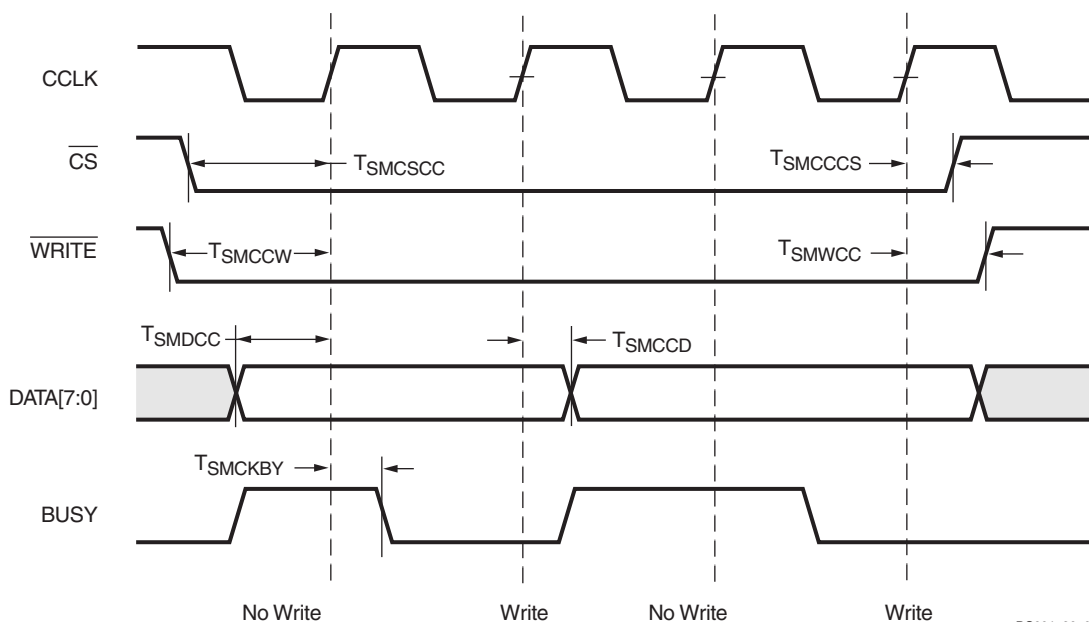 CCLK
CS
TSMCSCC
TSMCCCS
WRITE
TSMCCW
TSMWCC
TSMDCC
TSMCCD
DATA[7:0]
TSMCKBY
BUSY
No Write
Write
No Write
Write